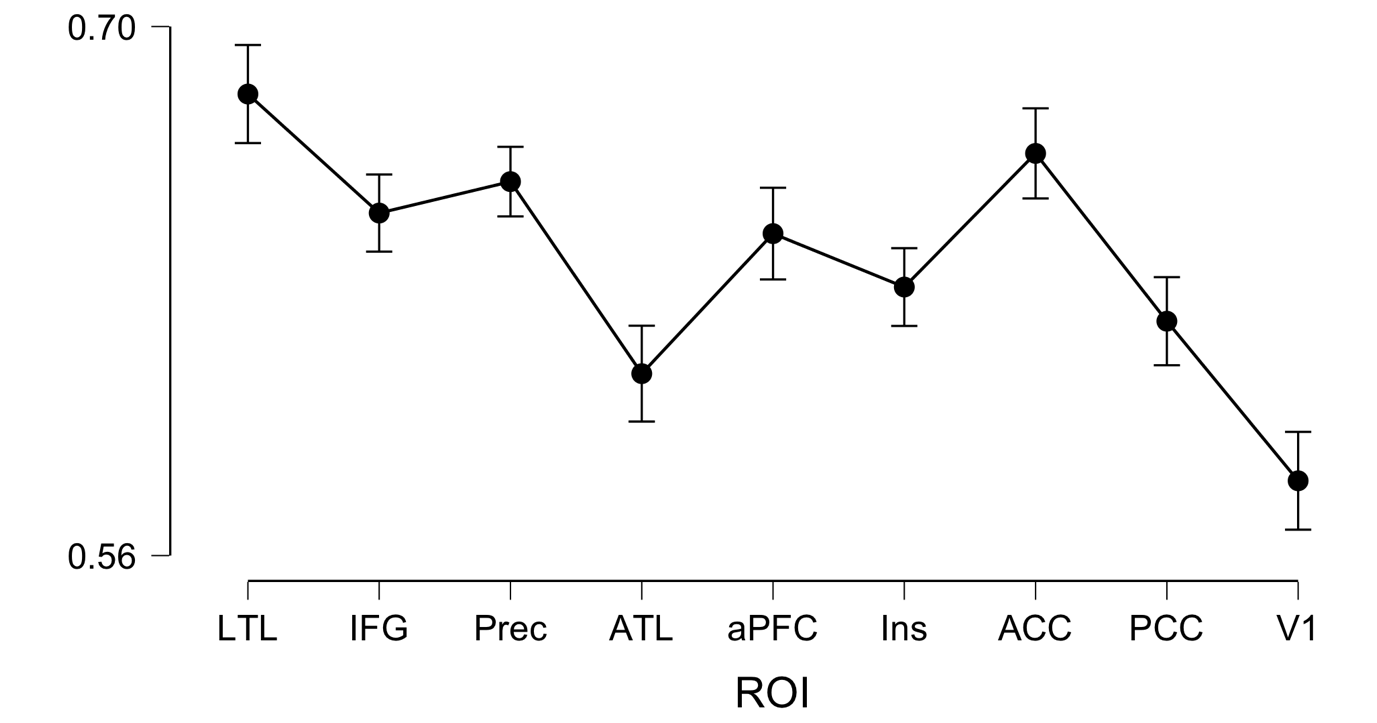 0.70
0.56
LTL IFG Prec ATL aPFC Ins ACC PCC V1
ROI